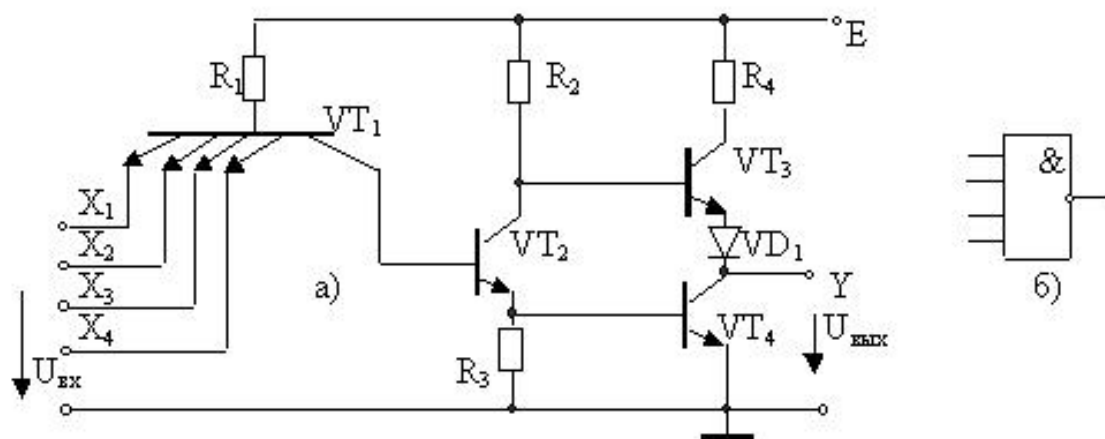 E
R₁
R₂
R₄
VT₁
VT₃
&
X₁
X₂
VT₂
VD₁
X₃
а)
Y
б)
X₄
VT₄
Uвых
Uвх
R₃